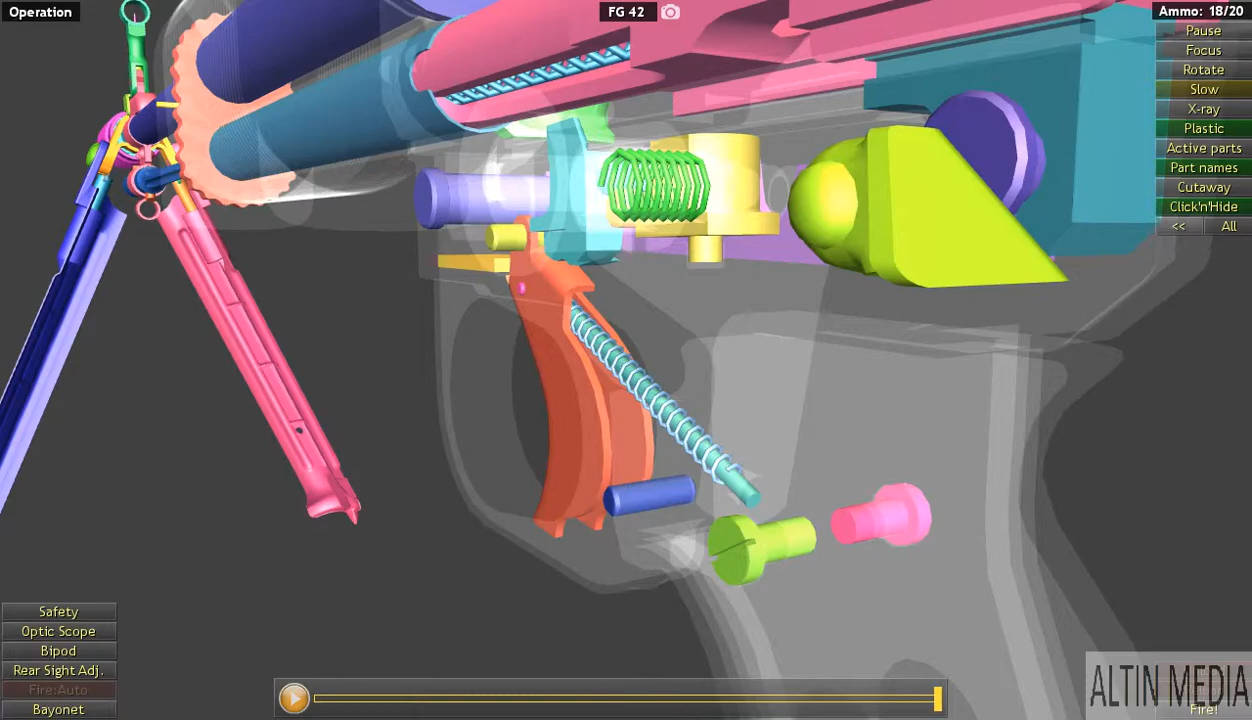 Operation
FG 42
Ammo: 18/20
Pause
Focus
Rotate
Slow
X-ray
Plastic
Active parts
Part names
Cutaway
Click'n'Hide
<< All
Safety
Optic Scope
Bipod
Rear Sight Adj.
Fire:Auto
Bayonet
ALTIN MEDIA
Fire!